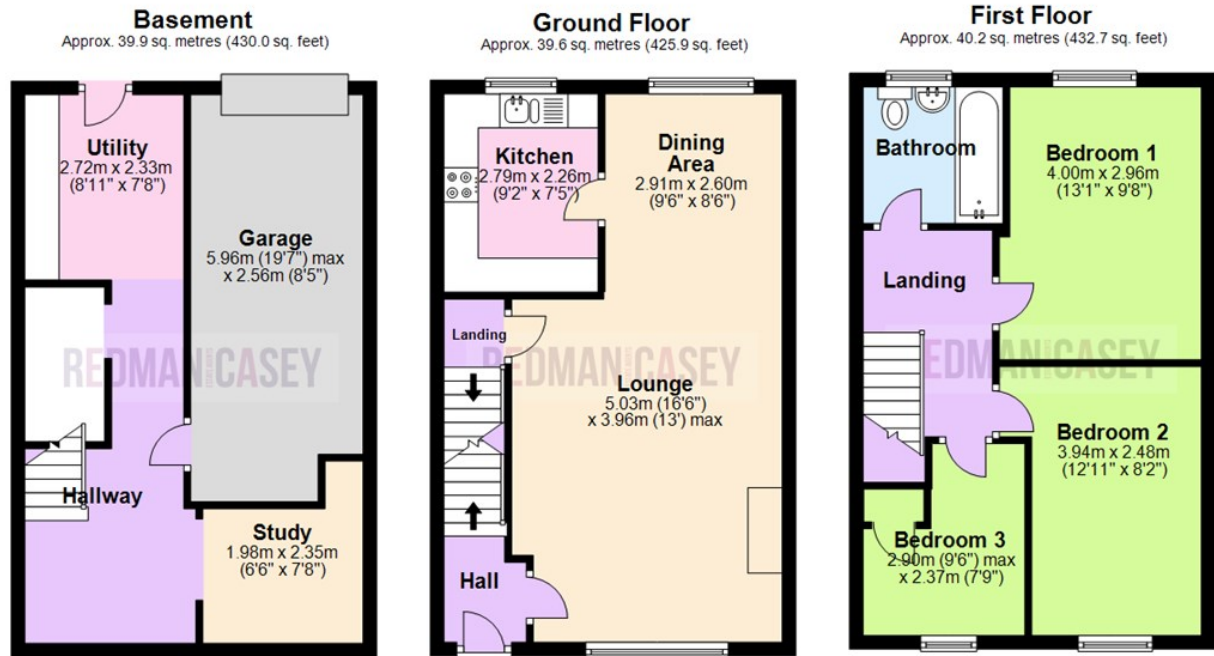 Basement
Approx. 39.9 sq. metres (430.0 sq. feet)
Utility
2.72m x 2.33m
(8'11" x 7'8")
Garage
5.96m (19'7") max
x 2.56m (8'5")
Hallway
Study
1.98m x 2.35m
(6'6" x 7'8")
REDMAN CASEY
Ground Floor
Approx. 39.6 sq. metres (425.9 sq. feet)
Kitchen
2.79m x 2.26m
(9'2" x 7'5")
Dining
Area
2.91m x 2.60m
(9'6" x 8'6")
Landing
Lounge
5.03m (16'6")
x 3.96m (13') max
Hall
REDMAN CASEY
First Floor
Approx. 40.2 sq. metres (432.7 sq. feet)
Bathroom
Bedroom 1
4.00m x 2.96m
(13'1" x 9'8")
Landing
Bedroom 2
3.94m x 2.48m
(12'11" x 8'2")
Bedroom 3
2.90m (9'6") max
x 2.37m (7'9")
REDMAN CASEY